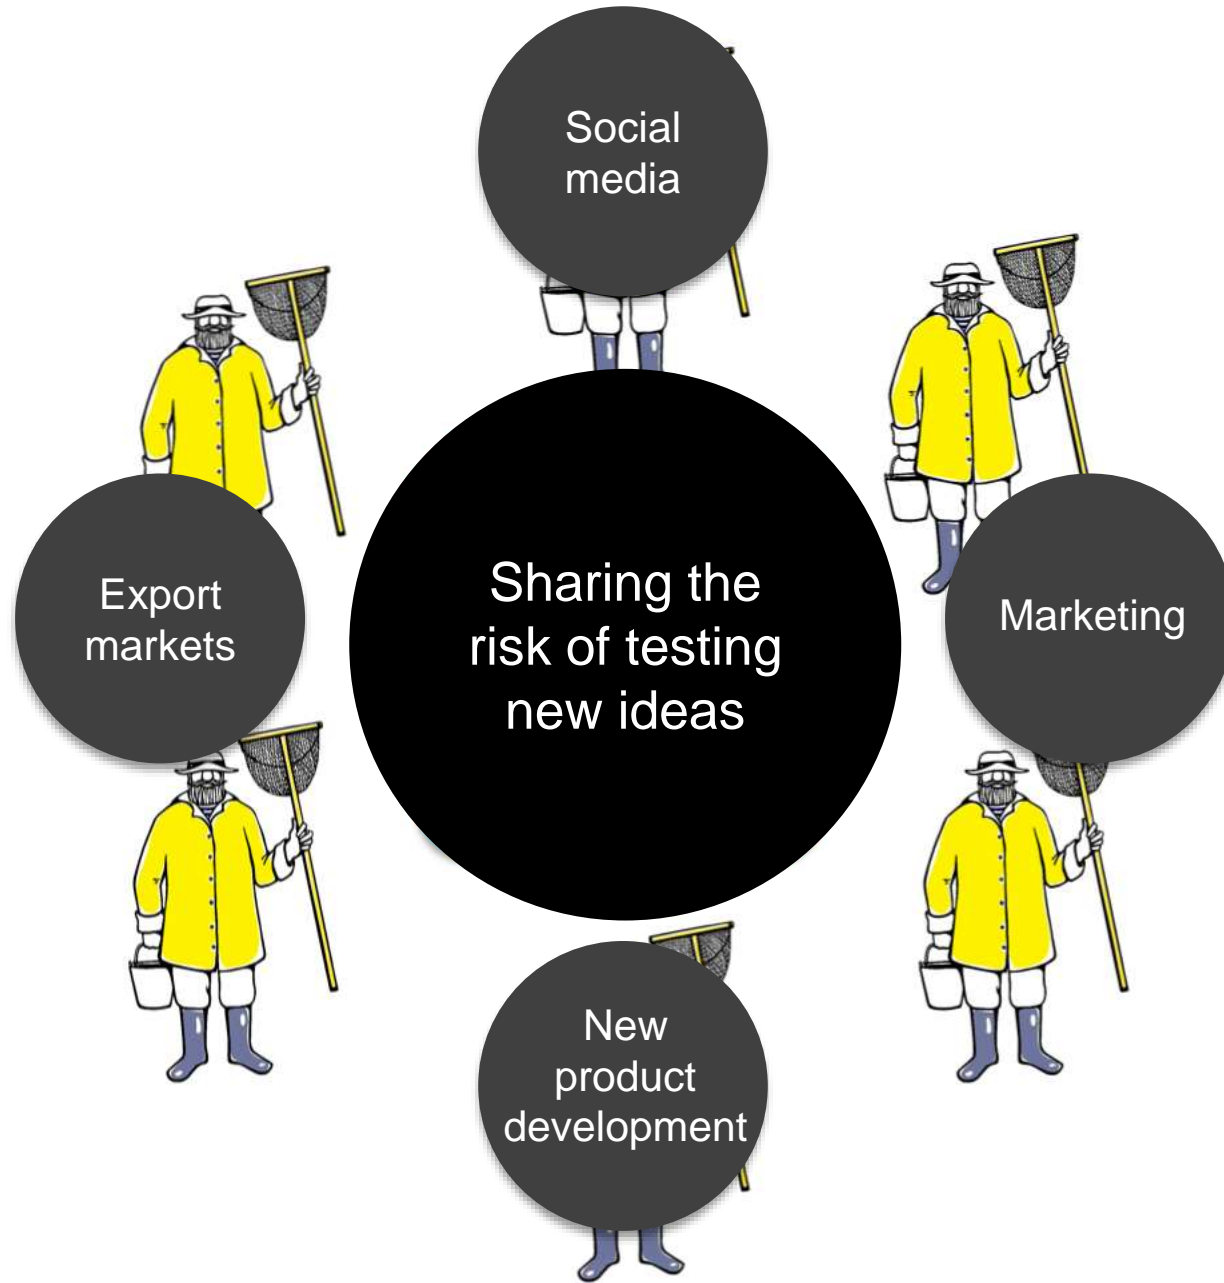 Social
media
Export
markets
Sharing the
risk of testing
new ideas
Marketing
New
product
development